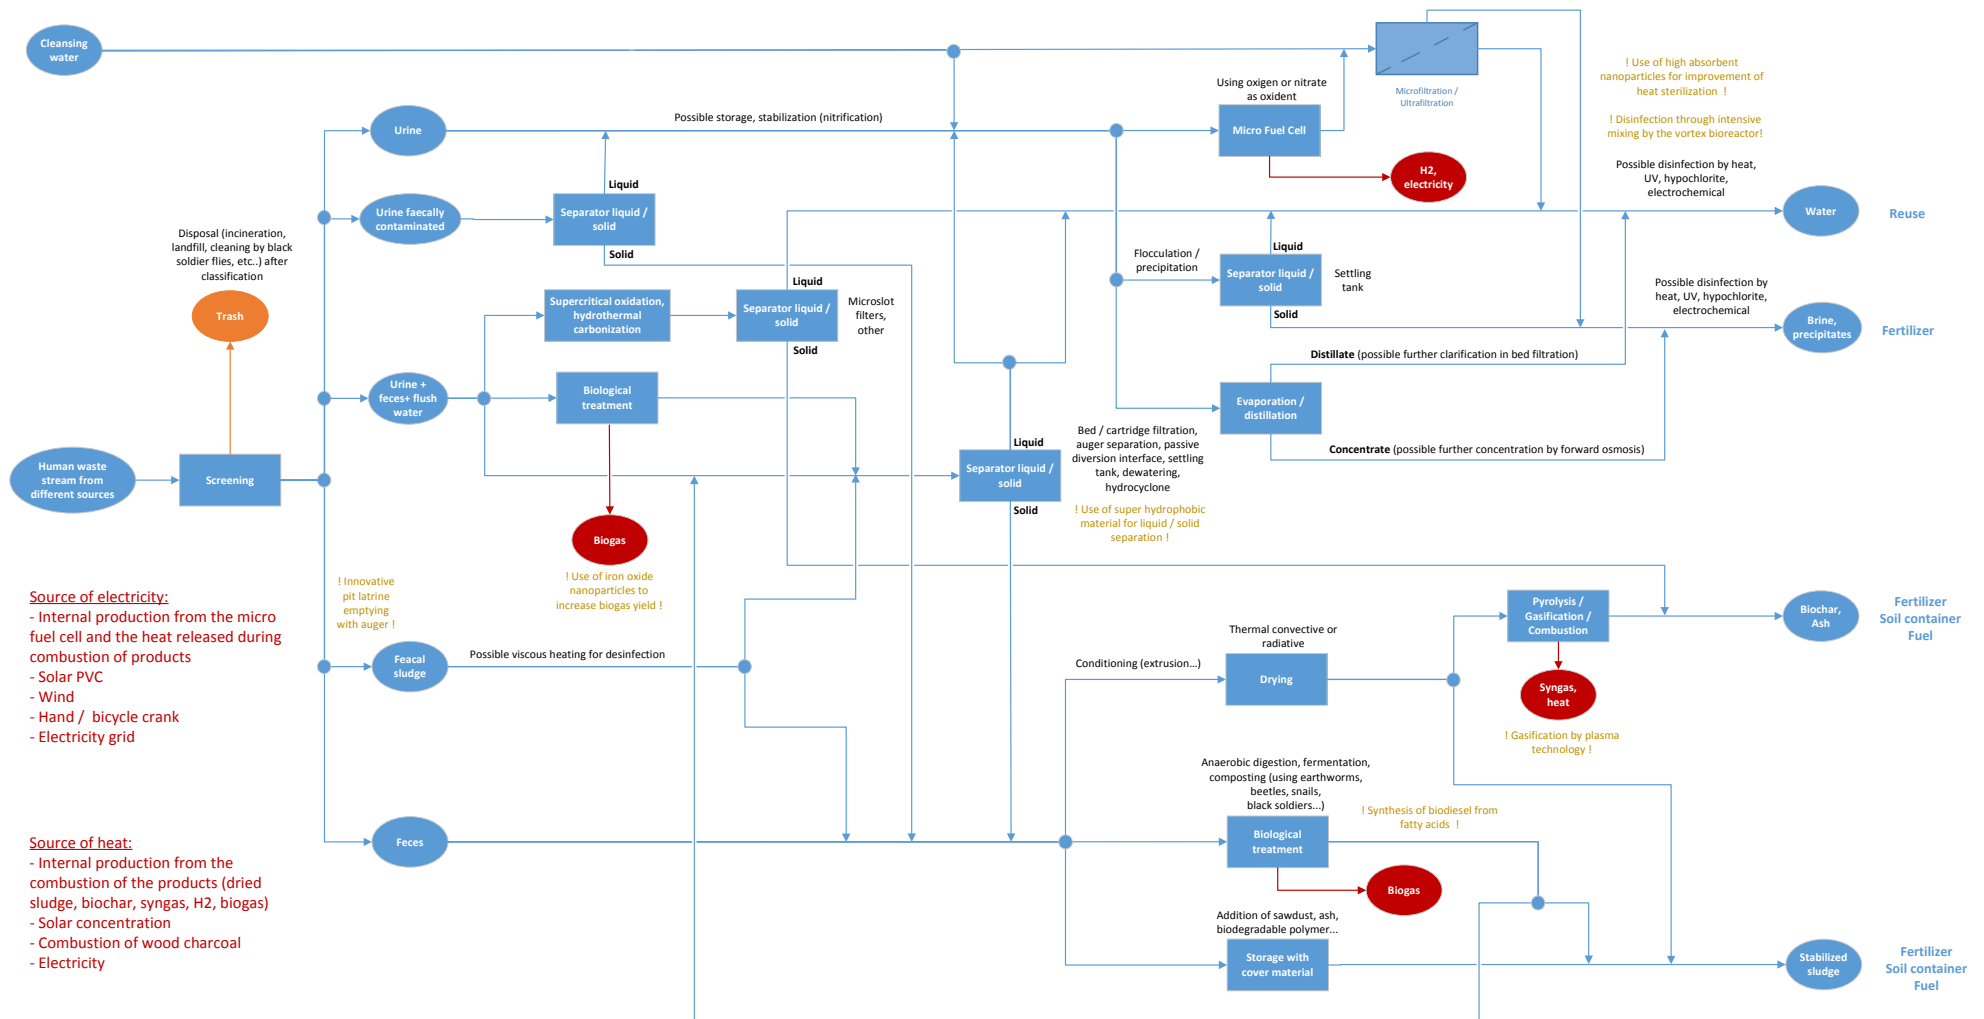 Cleansing
water
Urine
Possible storage, stabilization (nitrification)
Using oxigen or nitrate
as oxident
Micro Fuel Cell
H2,
electricity
Microfiltration /
Ultrafiltration
! Use of high absorbent
nanoparticles for improvement of
heat sterilization !
! Disinfection through intensive
mixing by the vortex bioreactor!
Possible disinfection by heat,
UV, hypochlorite,
electrochemical
Water
Reuse
Urine faecally
contaminated
Liquid
Separator liquid /
solid
Solid
Disposal (incineration,
landfill, cleaning by black
soldier flies, etc..) after
classification
Trash
Supercritical oxidation,
hydrothermal
carbonization
Liquid
Separator liquid /
solid
Solid
Microslot
filters,
other
Flocculation /
precipitation
Liquid
Separator liquid /
solid
Solid
Settling
tank
Possible disinfection by
heat, UV, hypochlorite,
electrochemical
Brine,
precipitates
Fertilizer
Distillate (possible further clarification in bed filtration)
Evaporation /
distillation
Concentrate (possible further concentration by forward osmosis)
Urine +
feces+ flush
water
Biological
treatment
Biogas
! Use of iron oxide
nanoparticles to
increase biogas yield !
Liquid
Separator liquid /
solid
Solid
Bed / cartridge filtration,
auger separation, passive
diversion interface, settling
tank, dewatering,
hydrocyclone
! Use of super hydrophobic
material for liquid / solid
separation !
Human waste
stream from
different sources
Screening
! Innovative
pit latrine
emptying
with auger !
Source of electricity:
- Internal production from the micro
fuel cell and the heat released during
combustion of products
- Solar PVC
- Wind
- Hand / bicycle crank
- Electricity grid
Feacal
sludge
Possible viscous heating for desinfection
Conditioning (extrusion...)
Thermal convective or
radiative
Drying
Pyrolysis /
Gasification /
Combustion
Syngas,
heat
! Gasification by plasma
technology !
Biochar,
Ash
Fertilizer
Soil container
Fuel
Source of heat:
- Internal production from the
combustion of the products (dried
sludge, biochar, syngas, H2, biogas)
- Solar concentration
- Combustion of wood charcoal
- Electricity
Feces
Anaerobic digestion, fermentation,
composting (using earthworms,
beetles, snails,
black soldiers...)
! Synthesis of biodiesel from
fatty acids !
Biological
treatment
Biogas
Addition of sawdust, ash,
biodegradable polymer...
Storage with
cover material
Stabilized
sludge
Fertilizer
Soil container
Fuel